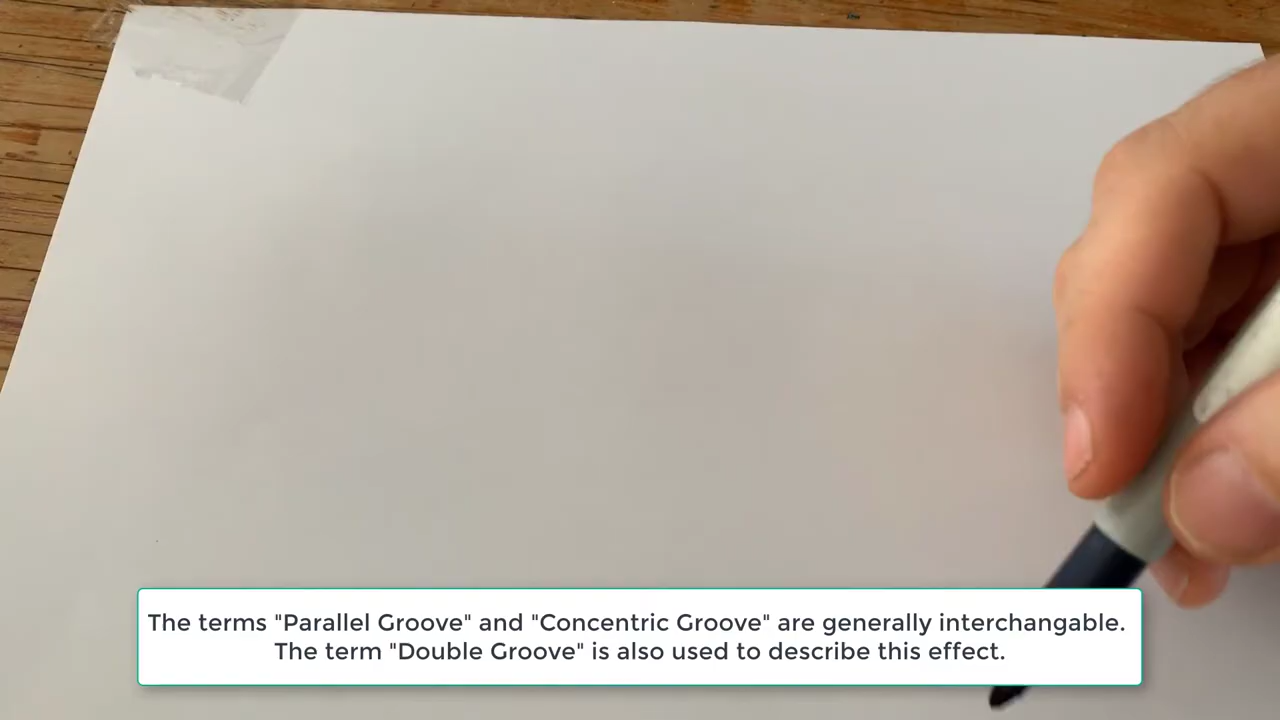 The terms "Parallel Groove" and "Concentric Groove" are generally interchangable.
The term "Double Groove" is also used to describe this effect.